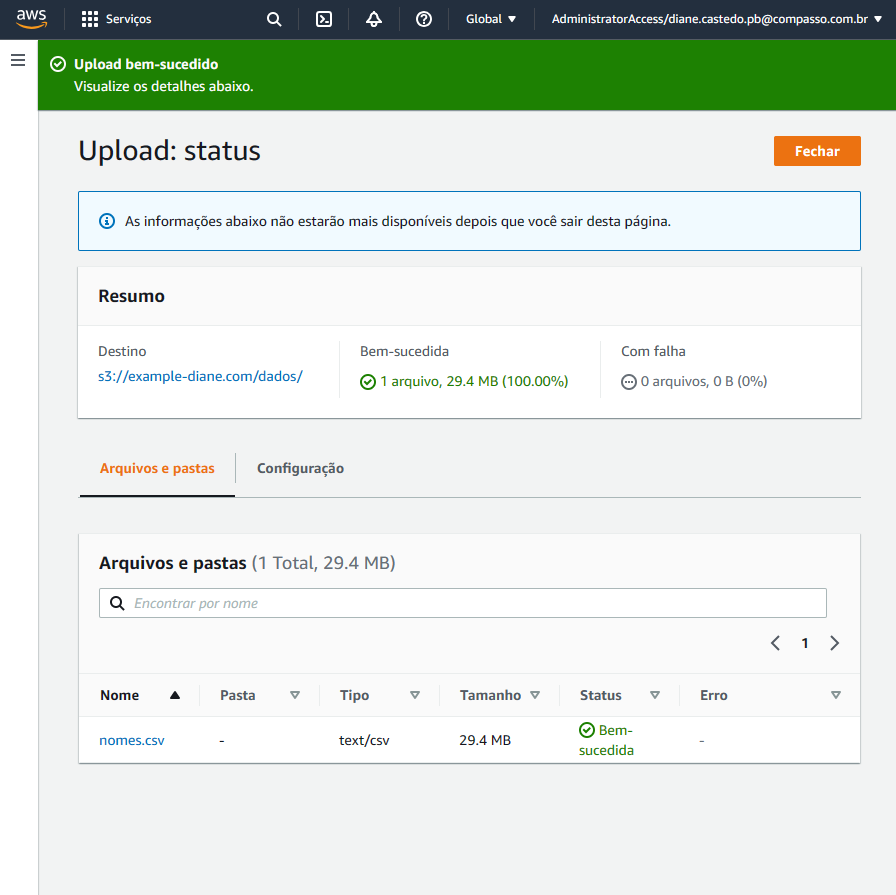 aws
Serviços
Global
AdministratorAccess/diane.castedo.pb@compasso.com.br
Upload bem-sucedido
Visualize os detalhes abaixo.
Upload: status
Fechar
As informações abaixo não estarão mais disponíveis depois que você sair desta página.
Resumo
Destino
s3://example-diane.com/dados/
Bem-sucedida
1 arquivo, 29.4 MB (100.00%)
Com falha
0 arquivos, 0 B (0%)
Arquivos e pastas
Configuração
Arquivos e pastas (1 Total, 29.4 MB)
Encontrar por nome
1
Nome Pasta Tipo Tamanho Status Erro
nomes.csv - text/csv 29.4 MB Bem-
sucedida -